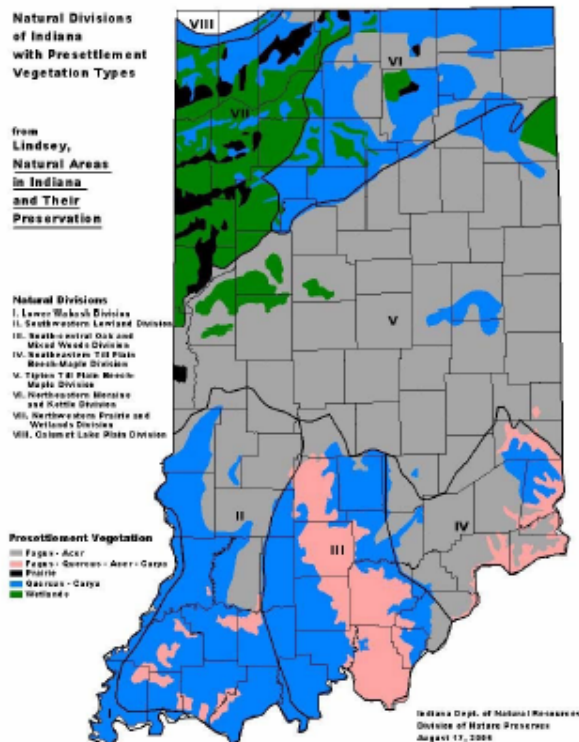 Natural Divisions
of Indiana
with Presettlement
Vegetation Types
from
Lindsey,
Natural Areas
in Indiana
and Their
Preservation
Natural Divisions
I. Lower Wabash Division
II. Southwestern Lowland Division
III. South-central Oak and
Mixed Woods Division
IV. Southeastern Till Plain
Beech-Maple Division
V. Tipton Till Plain Beech-
Maple Division
VI. Northeastern Moraine
and Kettle Division
VII. Northwestern Prairie and
Wetlands Division
VIII. Calumet Lake Plain Division
Presettlement Vegetation
Fagus - Acer
Fagus - Quercus - Acer - Carya
Prairie
Quercus - Carya
Wetlands
VIII
VI
VII
V
II
IV
III
I
Indiana Dept. of Natural Resources
Division of Nature Preserves
August 17, 2004